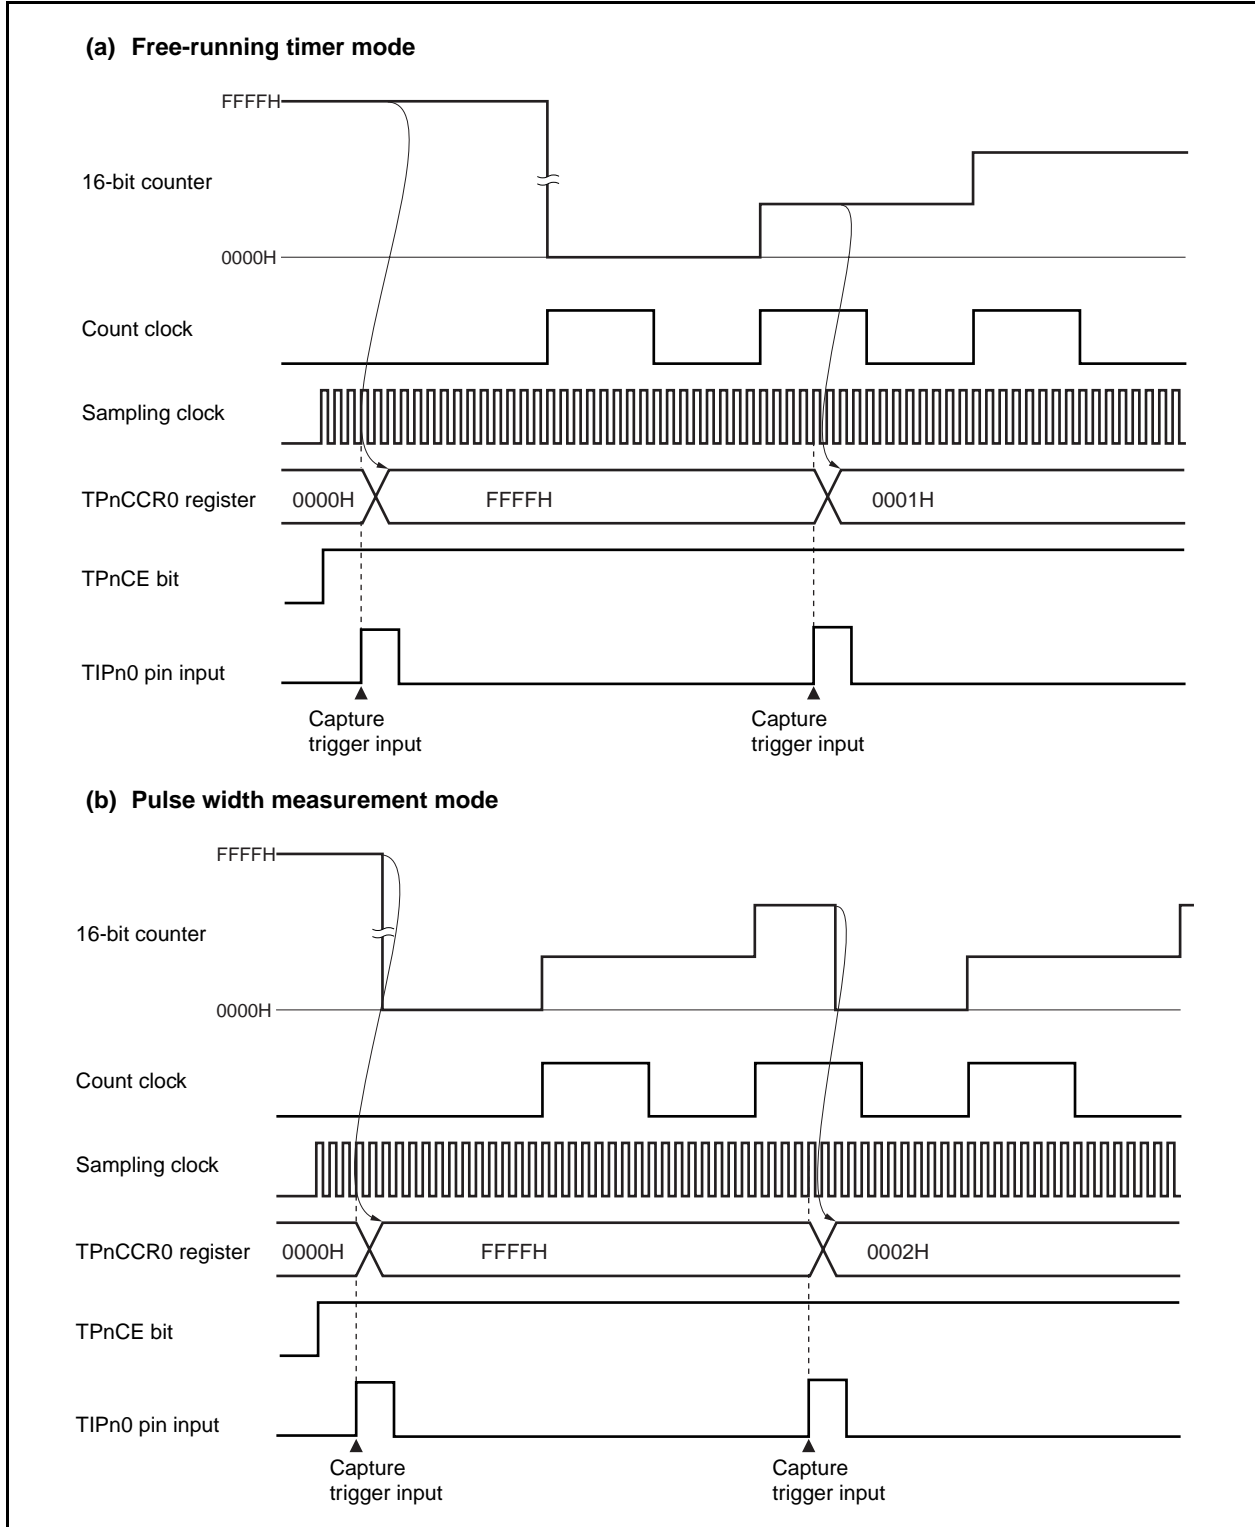 (a) Free-running timer mode
FFFFH
16-bit counter
0000H
Count clock
Sampling clock
TPnCCR0 register
0000H
FFFFH
0001H
TPnCE bit
TIPn0 pin input
Capture
trigger input
Capture
trigger input
(b) Pulse width measurement mode
FFFFH
16-bit counter
0000H
Count clock
Sampling clock
TPnCCR0 register
0000H
FFFFH
0002H
TPnCE bit
TIPn0 pin input
Capture
trigger input
Capture
trigger input